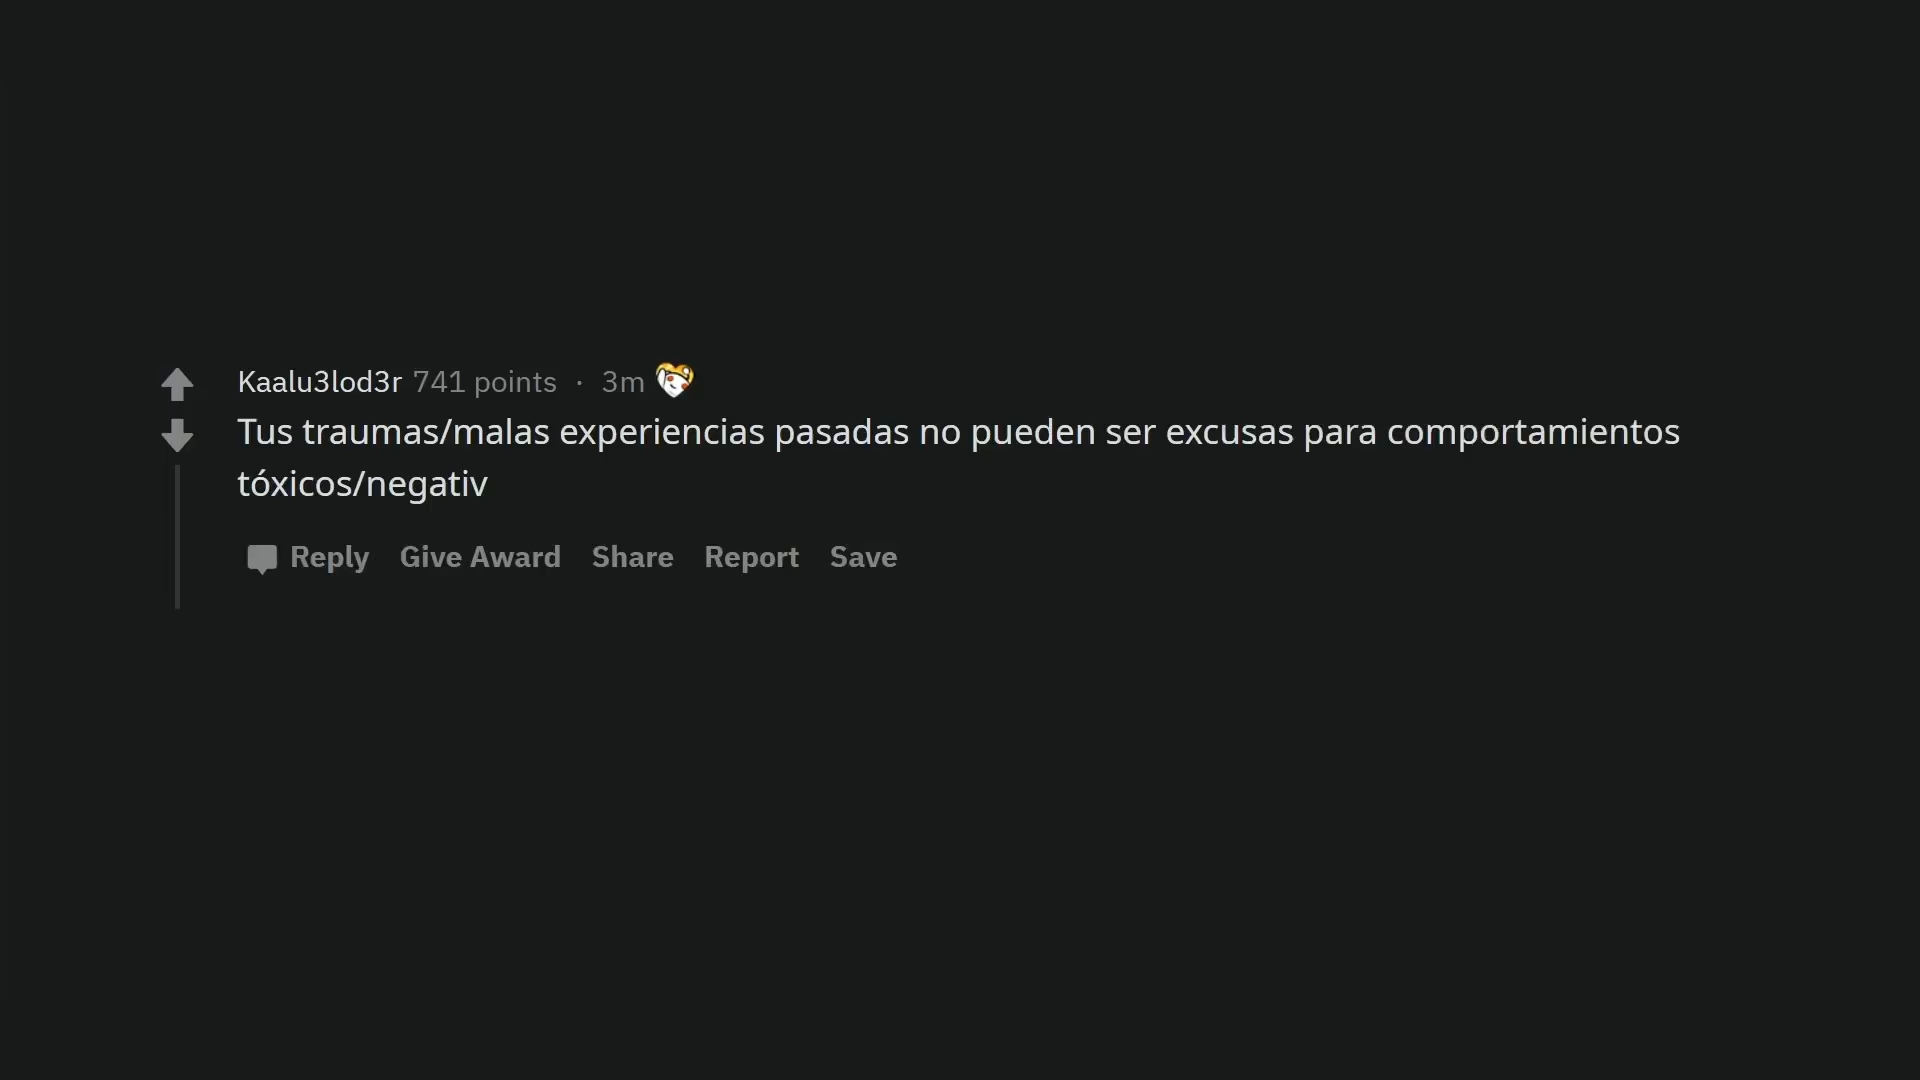 Kaalu3lod3r 741 points · 3m
Tus traumas/malas experiencias pasadas no pueden ser excusas para comportamientos
tóxicos/negativ
Reply Give Award Share Report Save